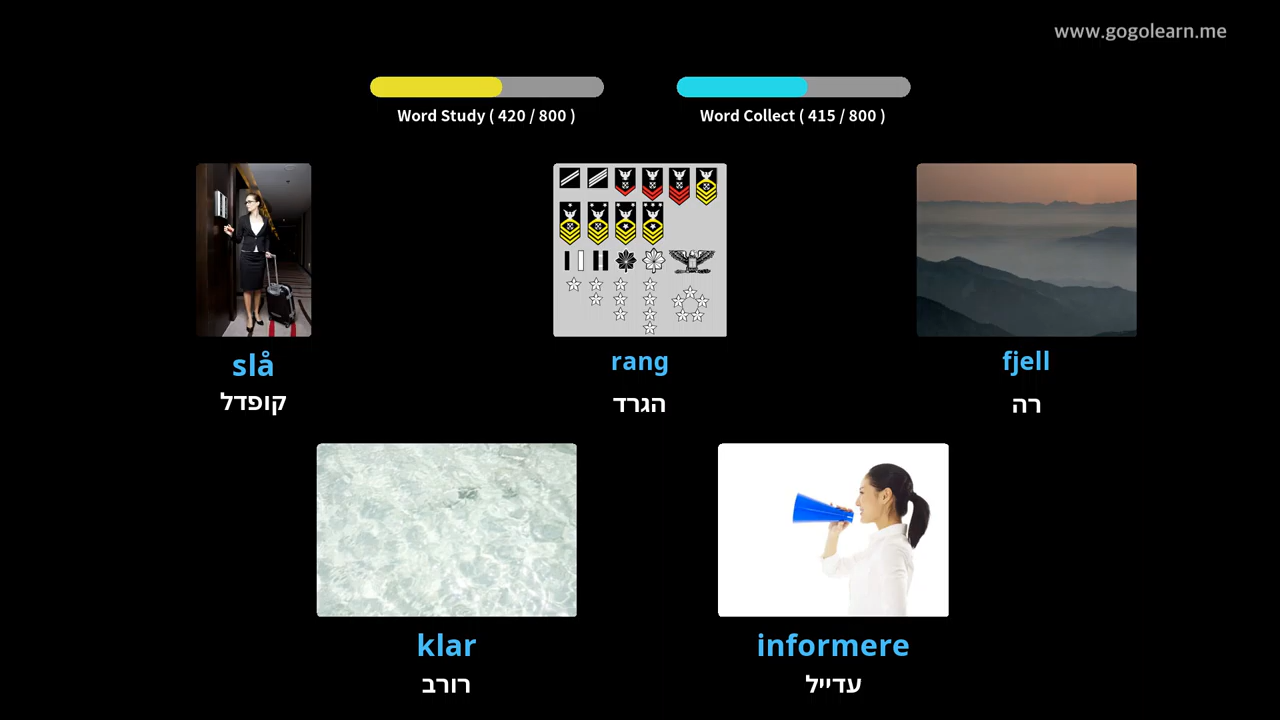 www.gogolearn.me
Word Study ( 420 / 800 )
Word Collect ( 415 / 800 )
slå
קופדל
rang
הגרד
fjell
רה
klar
רורב
informere
עדייל